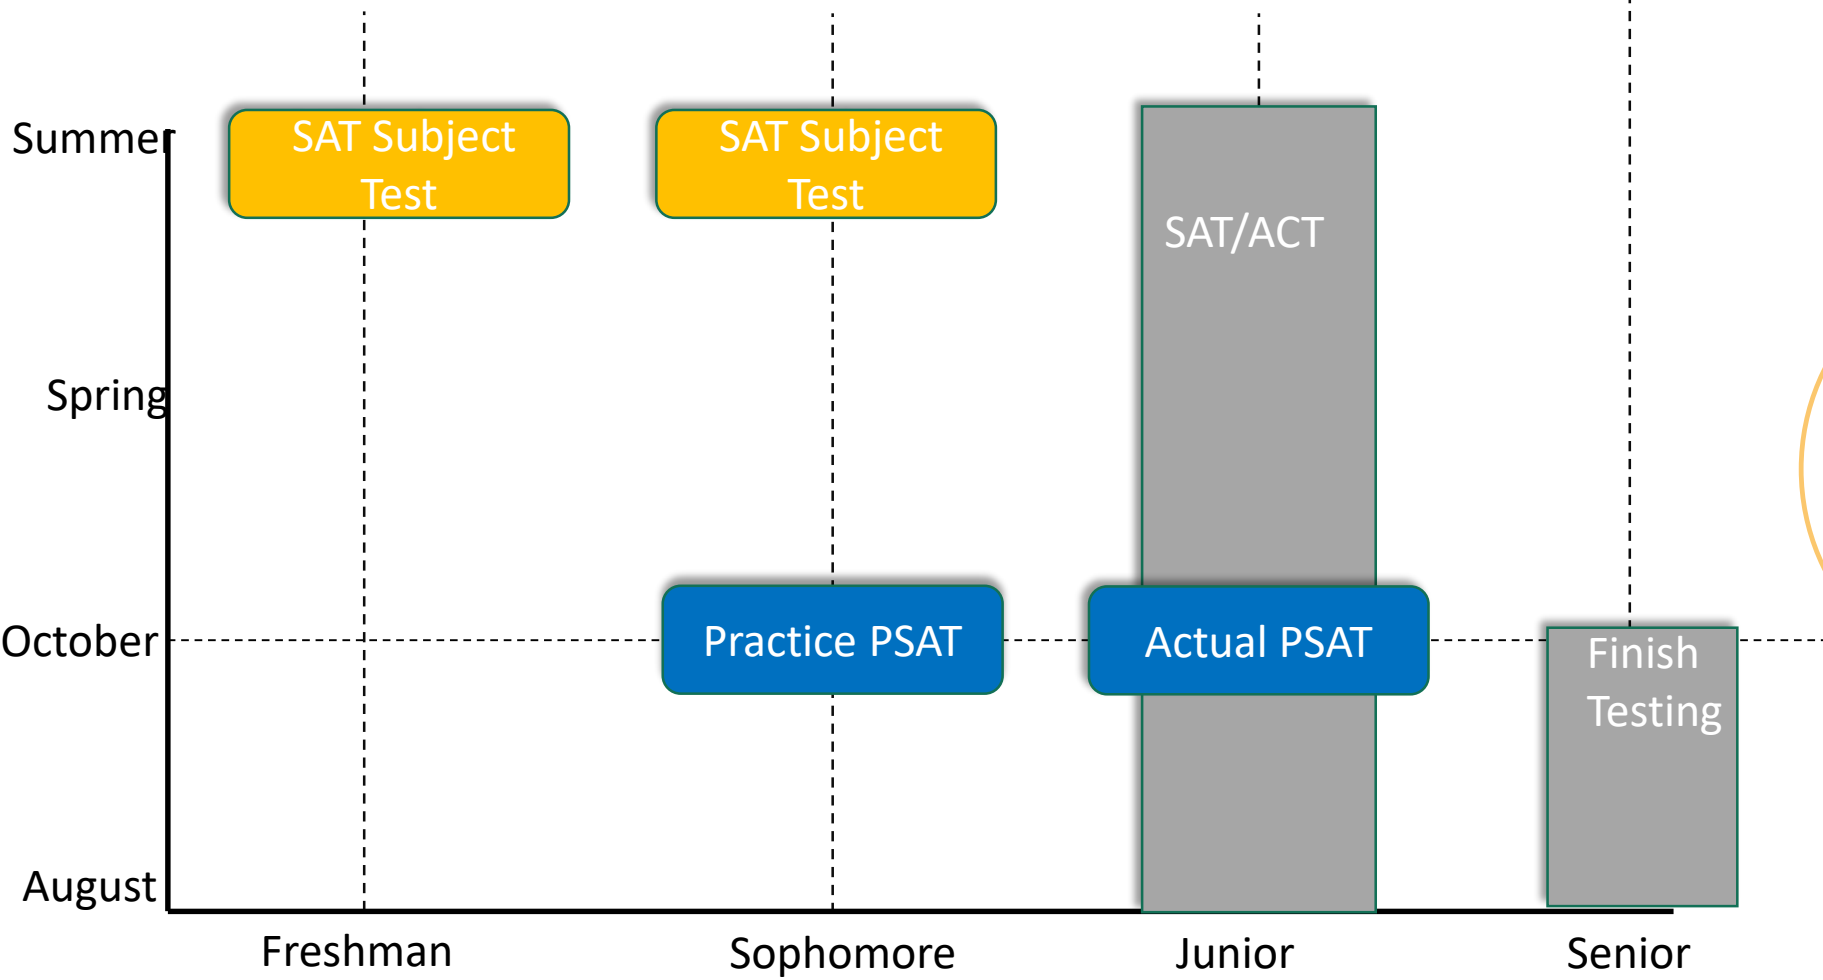 Summer
SAT Subject
Test
SAT Subject
Test
SAT/ACT
Spring
October
Practice PSAT
Actual PSAT
Finish
Testing
August
Freshman
Sophomore
Junior
Senior